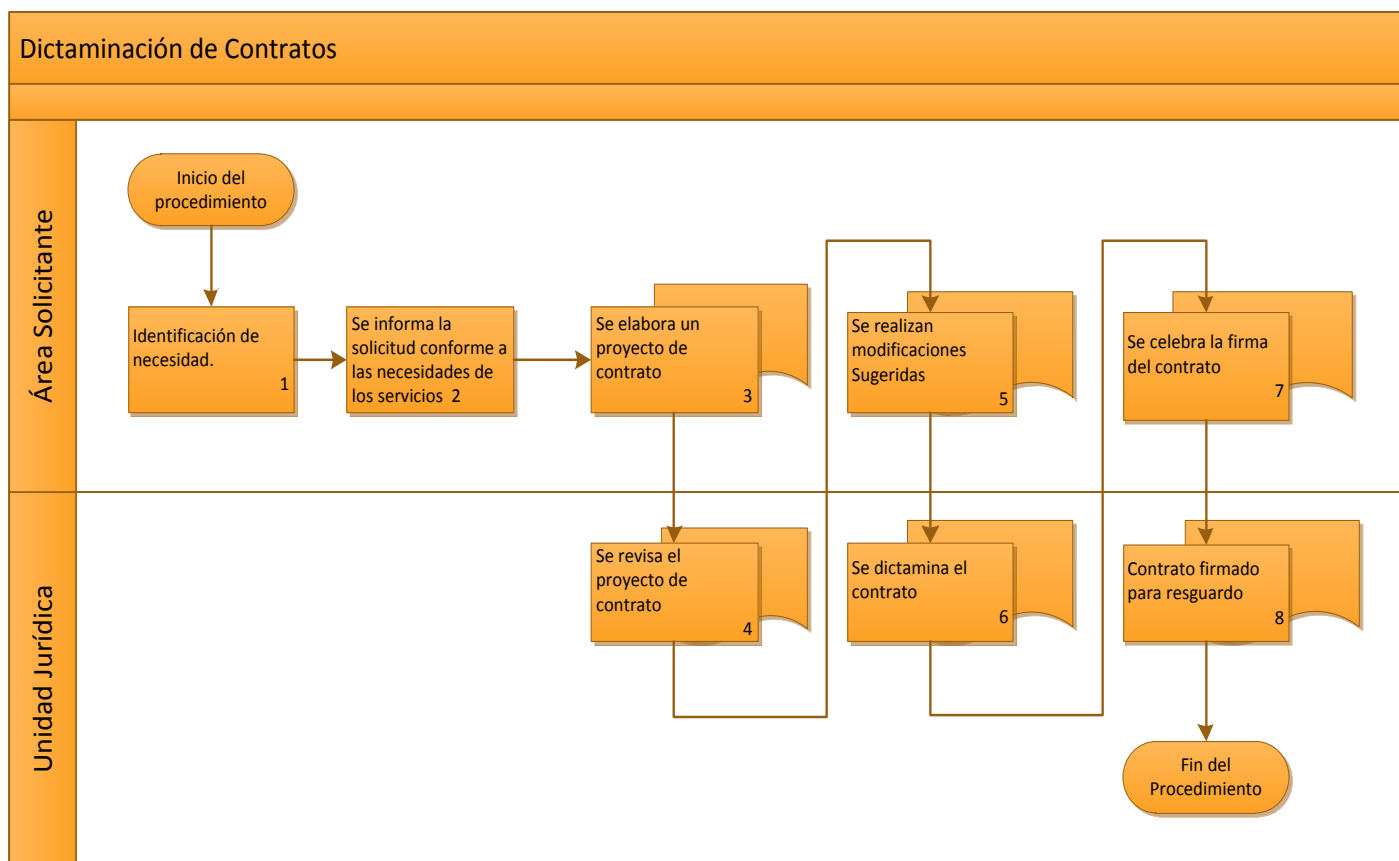 Dictaminación de Contratos
Área Solicitante
Inicio del
procedimiento
Identificación de
necesidad.
1
Se informa la
solicitud conforme a
las necesidades de
los servicios 2
Se elabora un
proyecto de
contrato
3
Se realizan
modificaciones
Sugeridas
5
Se celebra la firma
del contrato
7
Unidad Jurídica
Se revisa el
proyecto de
contrato
4
Se dictamina el
contrato
6
Contrato firmado
para resguardo
8
Fin del
Procedimiento